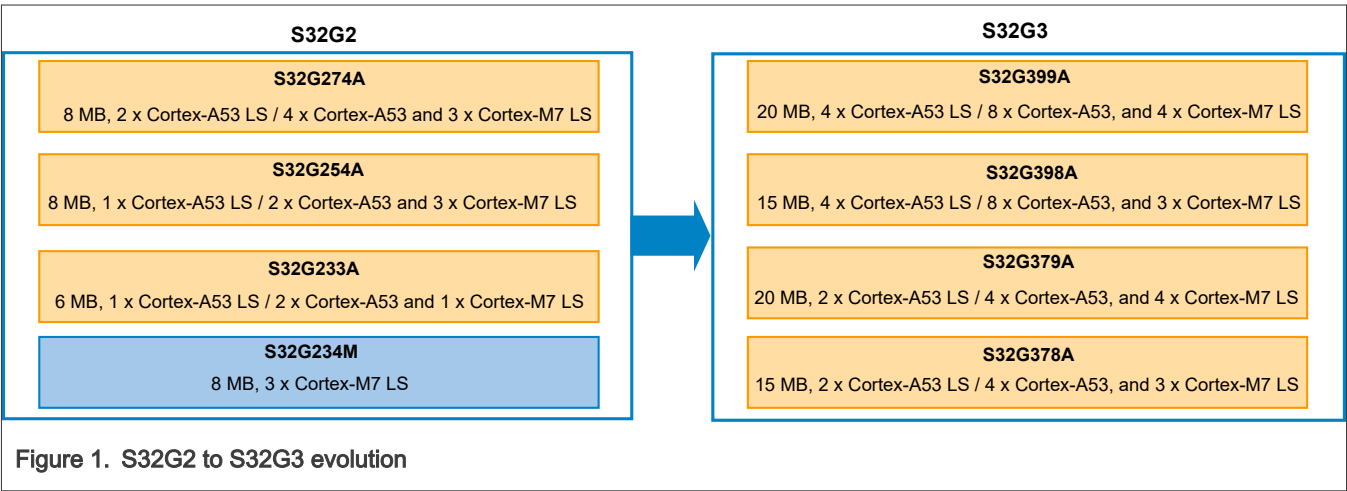 S32G2
S32G274A
8 MB, 2 x Cortex-A53 LS / 4 x Cortex-A53 and 3 x Cortex-M7 LS
S32G254A
8 MB, 1 x Cortex-A53 LS / 2 x Cortex-A53 and 3 x Cortex-M7 LS
S32G233A
6 MB, 1 x Cortex-A53 LS / 2 x Cortex-A53 and 1 x Cortex-M7 LS
S32G234M
8 MB, 3 x Cortex-M7 LS
S32G3
S32G399A
20 MB, 4 x Cortex-A53 LS / 8 x Cortex-A53, and 4 x Cortex-M7 LS
S32G398A
15 MB, 4 x Cortex-A53 LS / 8 x Cortex-A53, and 3 x Cortex-M7 LS
S32G379A
20 MB, 2 x Cortex-A53 LS / 4 x Cortex-A53, and 4 x Cortex-M7 LS
S32G378A
15 MB, 2 x Cortex-A53 LS / 4 x Cortex-A53, and 3 x Cortex-M7 LS
Figure 1. S32G2 to S32G3 evolution